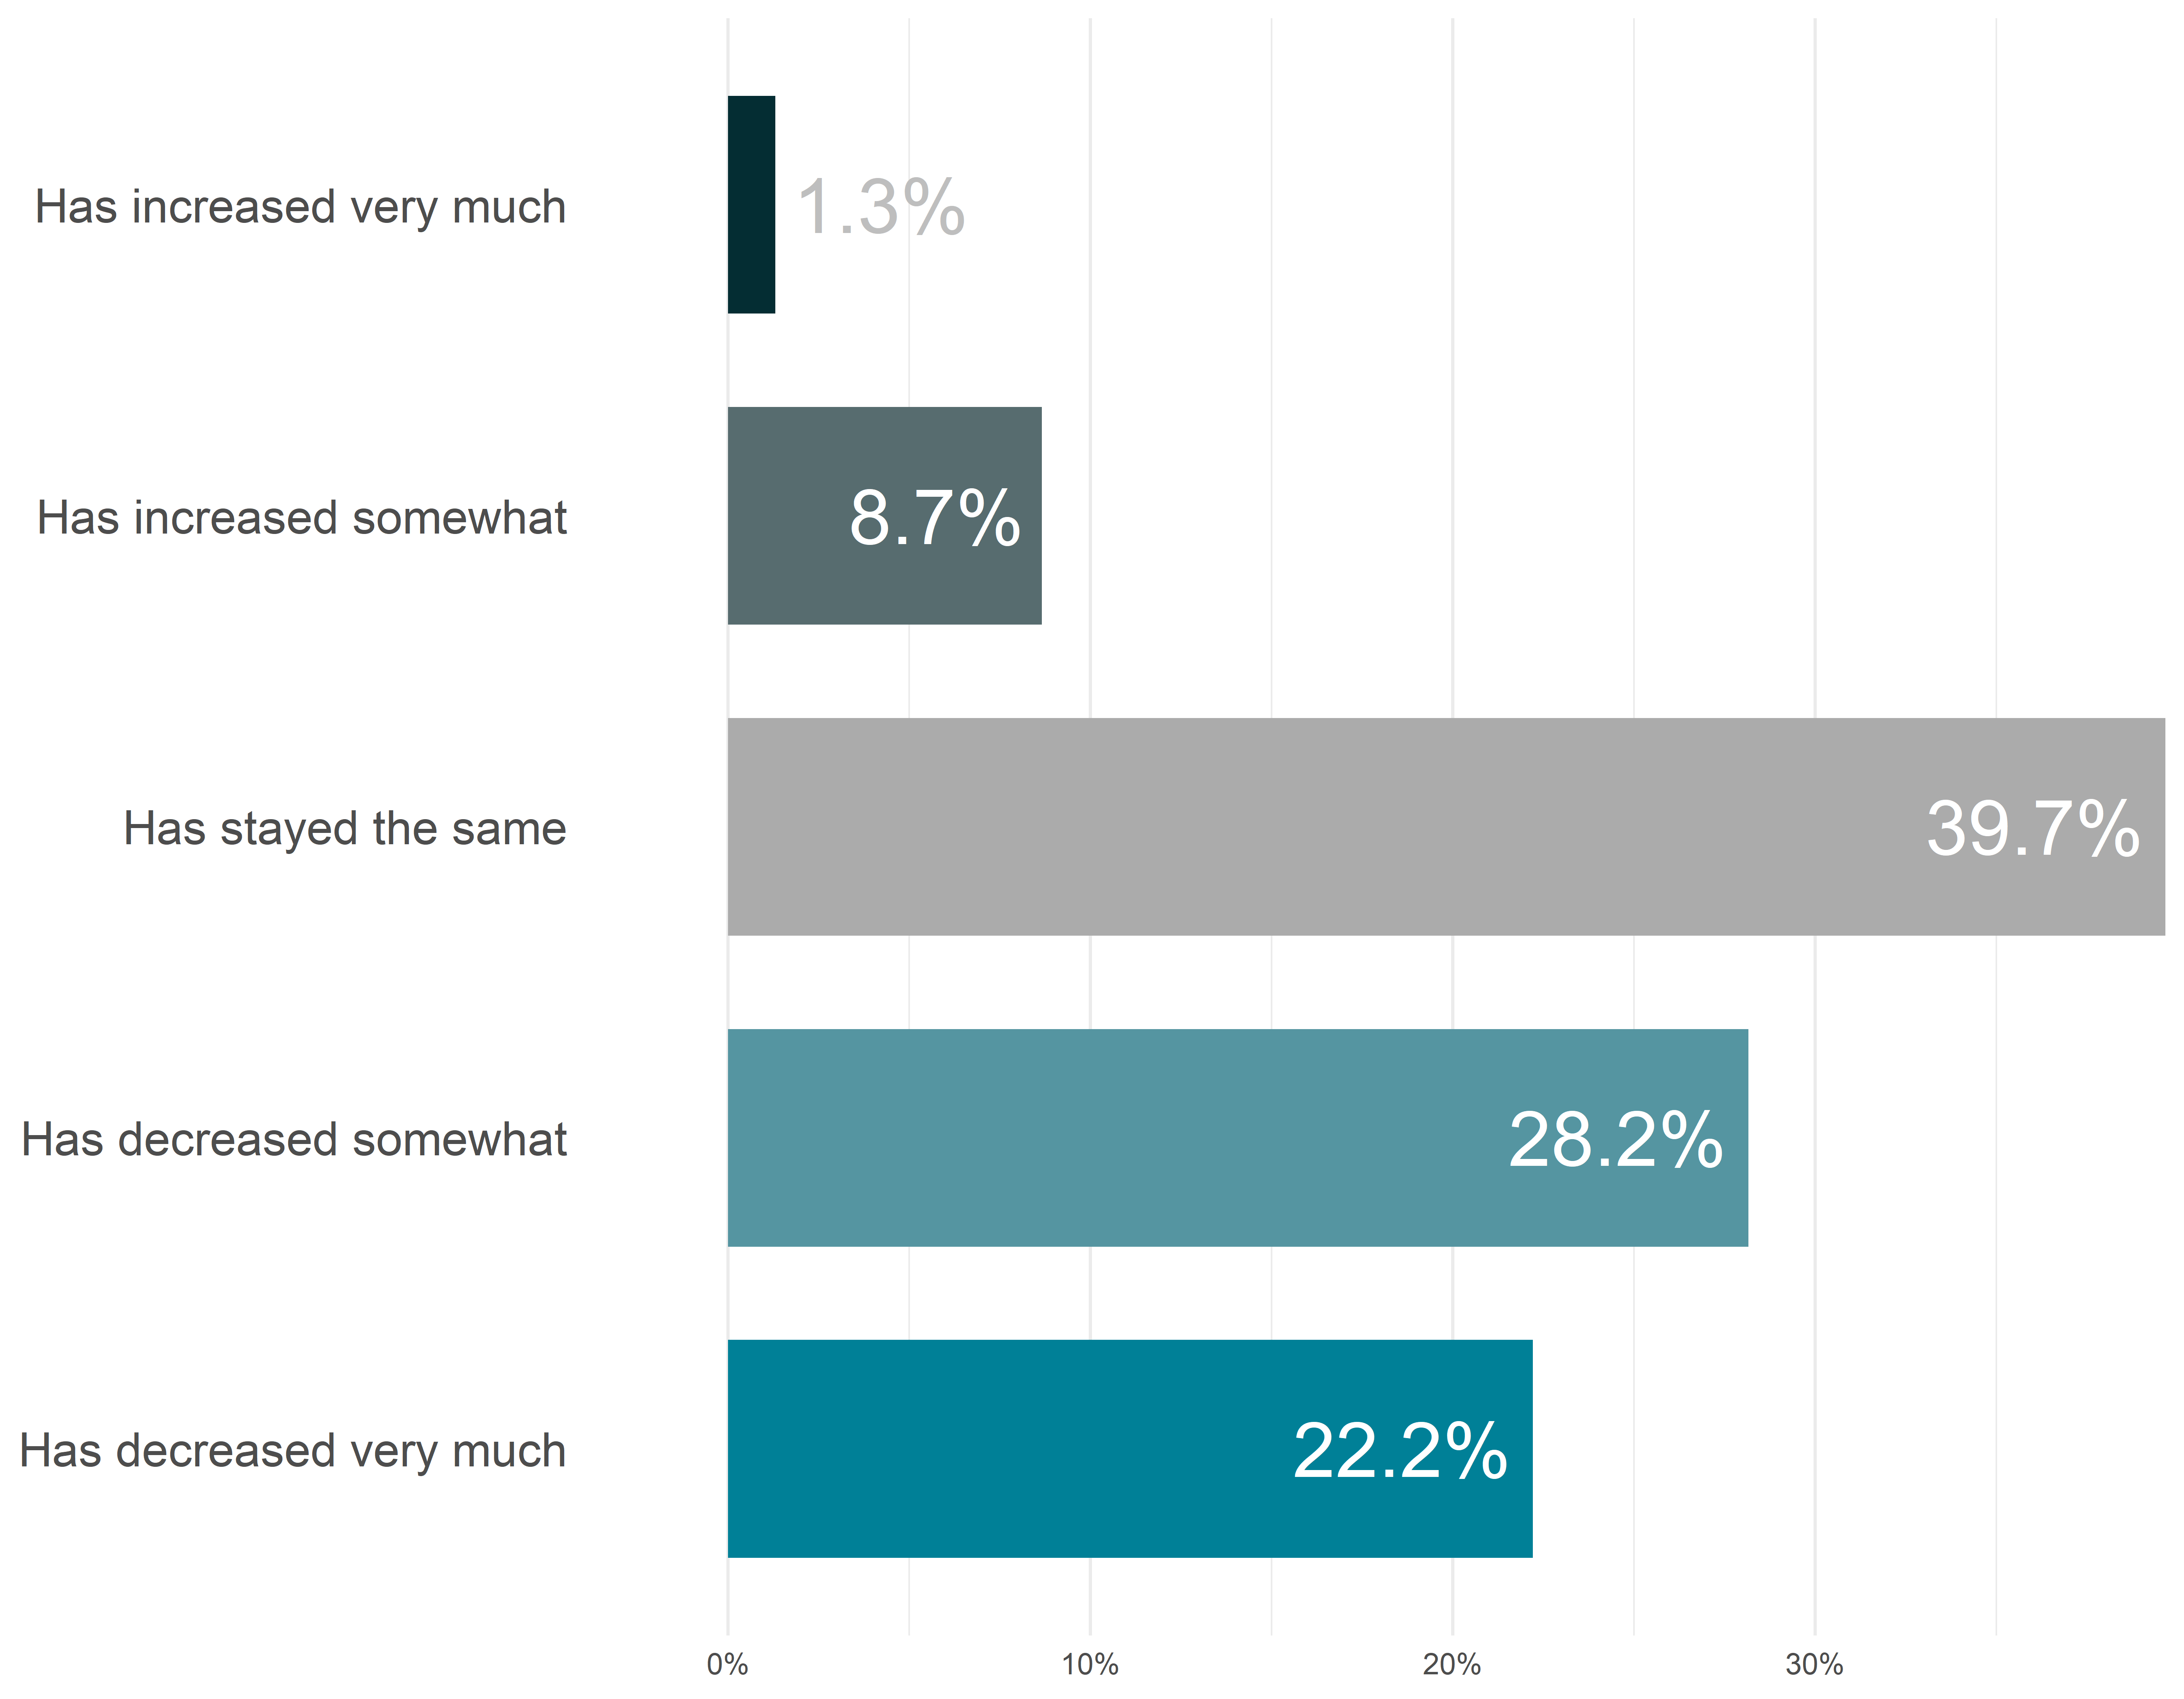 Has increased very much
1.3%
Has increased somewhat
8.7%
Has stayed the same
39.7%
Has decreased somewhat
28.2%
Has decreased very much
22.2%
0% 10% 20% 30%